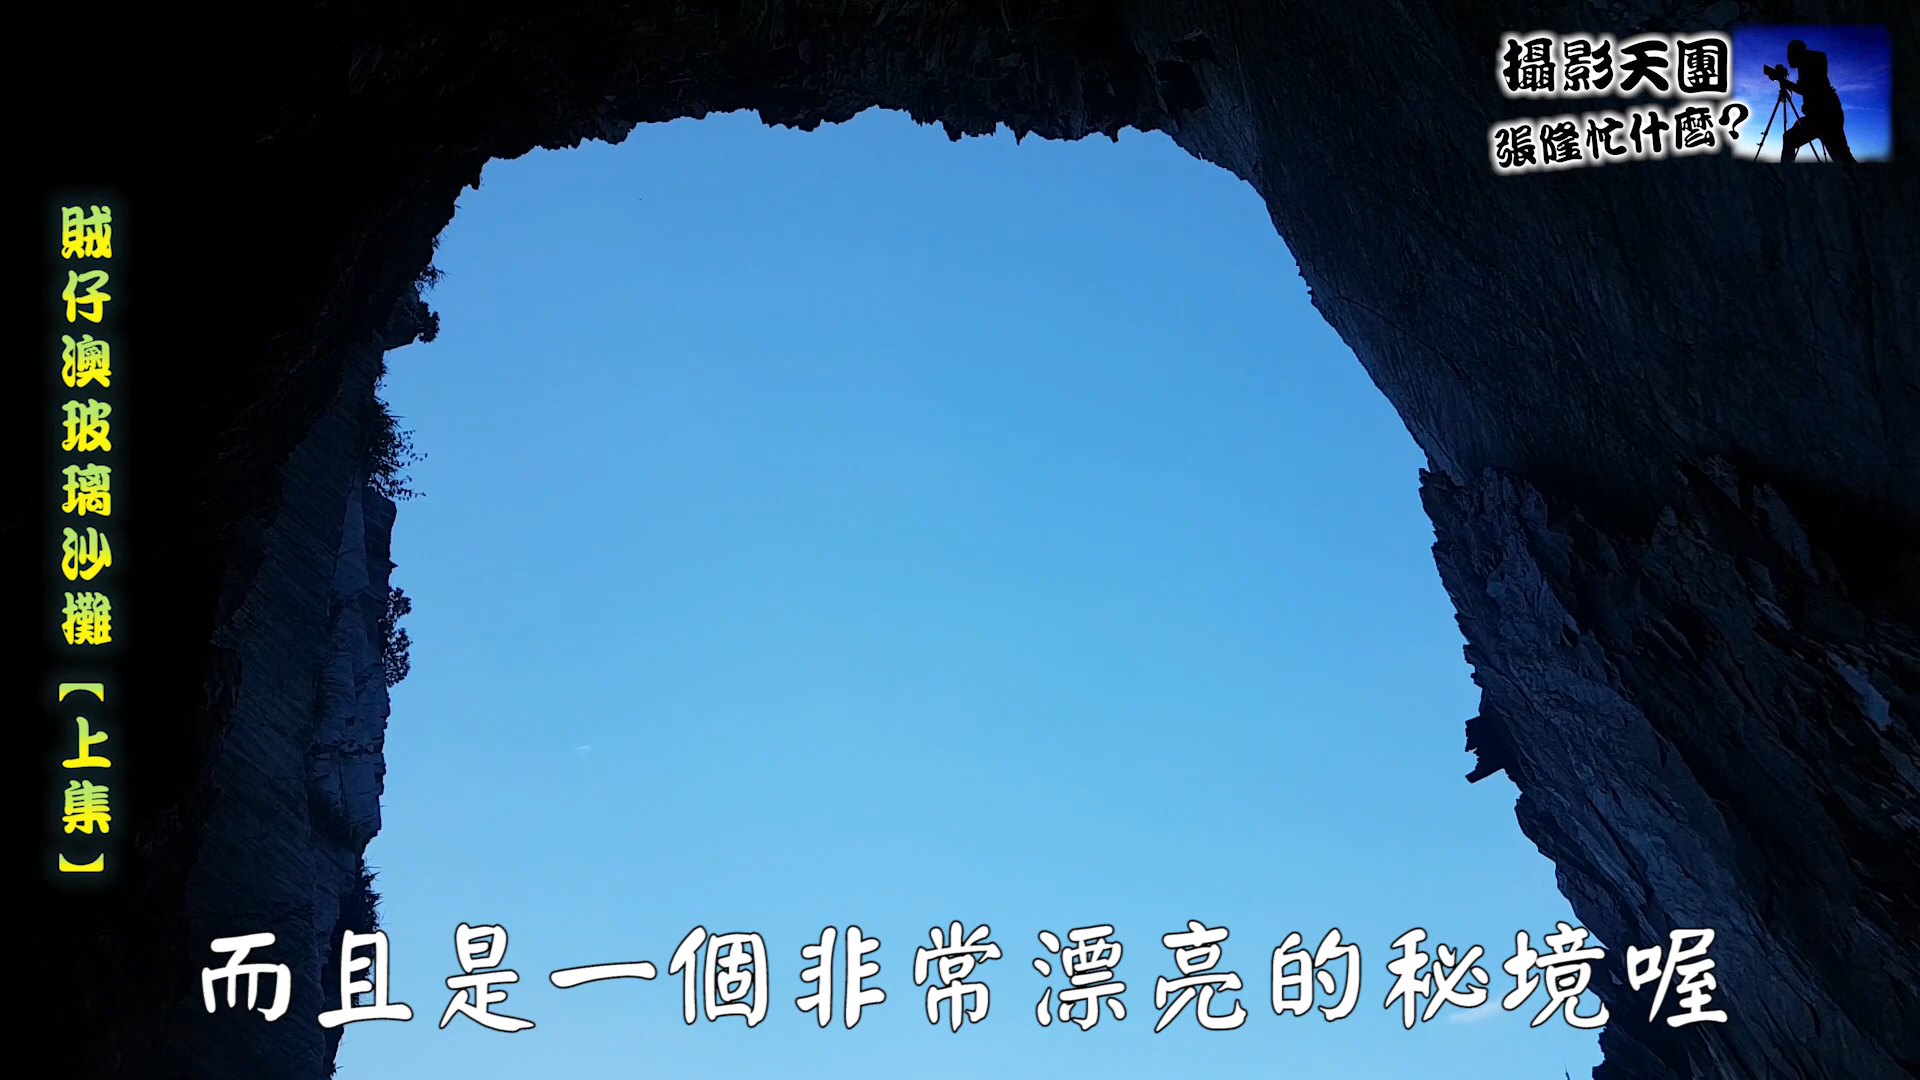 攝影天團
張隆忙什麼?
賊仔澳玻璃沙攤【上集】
而且是一個非常漂亮的秘境喔